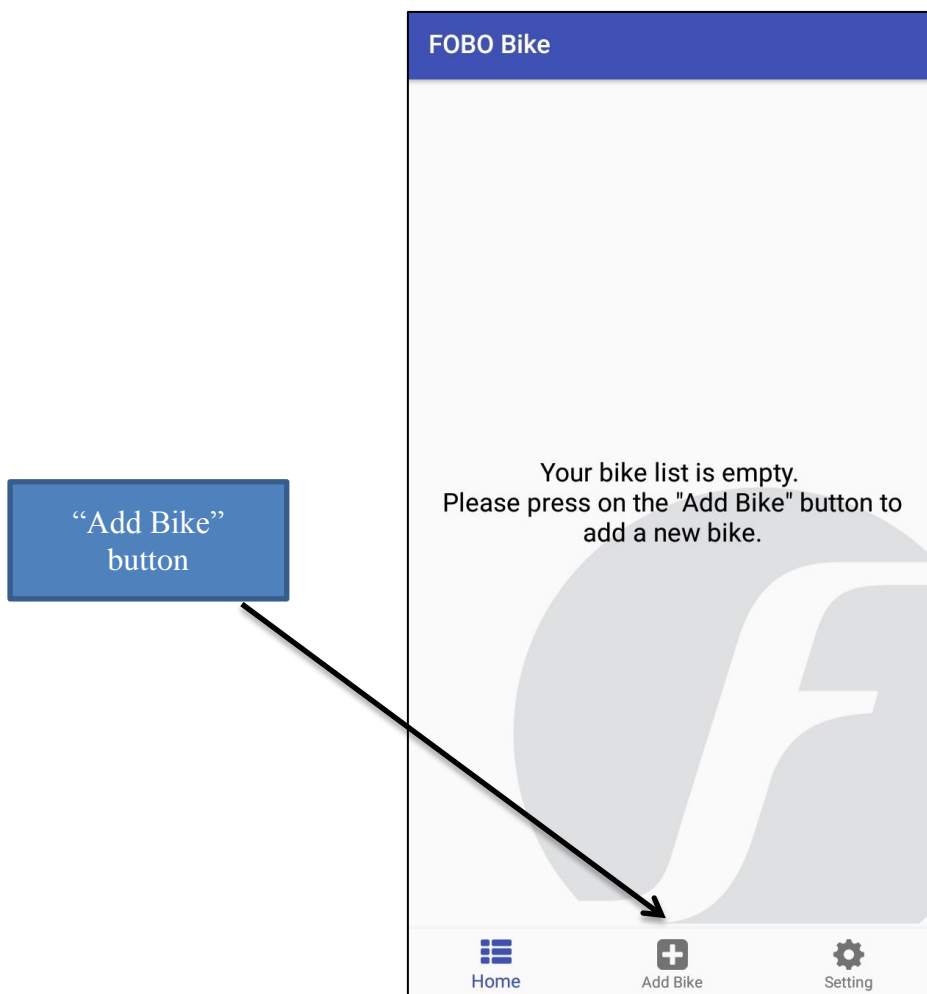 FOBO Bike
Your bike list is empty.
Please press on the "Add Bike" button to
add a new bike.
“Add Bike”
button
Home
Add Bike
Setting